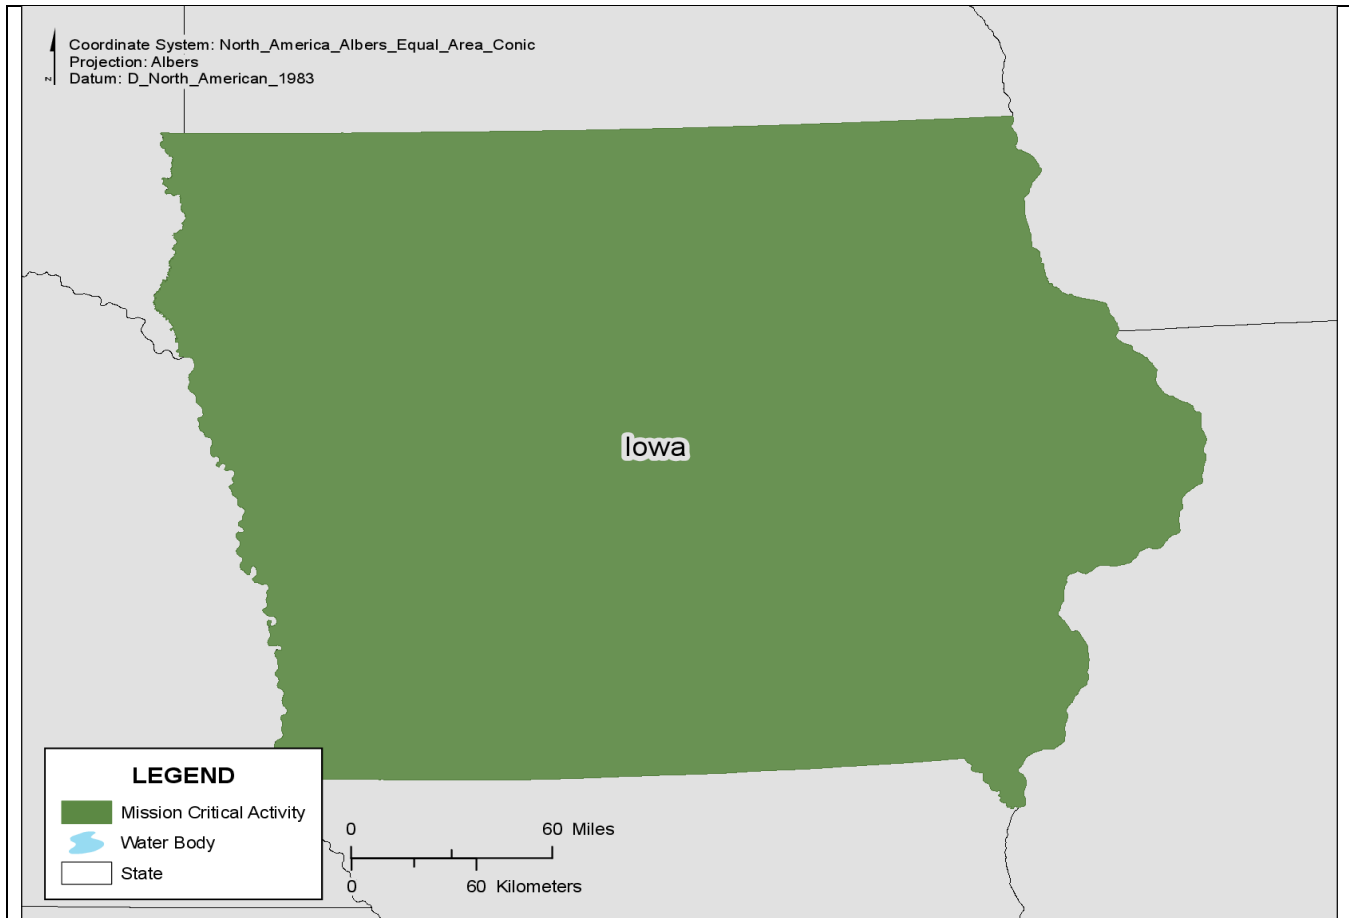 Coordinate System: North_America_Albers_Equal_Area_Conic
Projection: Albers
Datum: D_North_American_1983
N
Iowa
LEGEND
Mission Critical Activity
Water Body
State
0 60 Miles
0 60 Kilometers